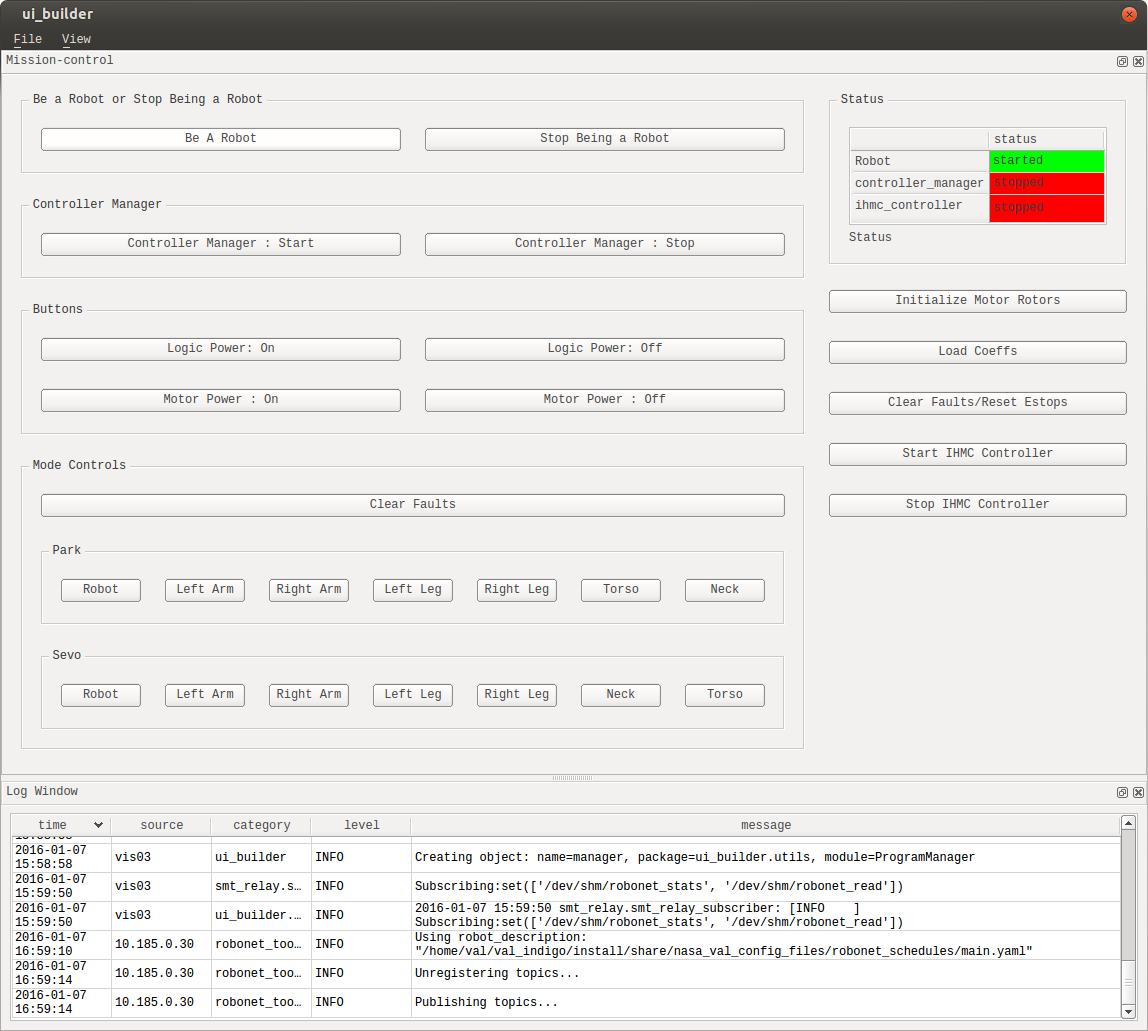 ui_builder
File View
Mission-control
Be a Robot or Stop Being a Robot
Be A Robot Stop Being a Robot
Controller Manager
Controller Manager : Start Controller Manager : Stop
Buttons
Logic Power: On Logic Power: Off
Motor Power : On Motor Power : Off
Mode Controls
Clear Faults
Park
Robot Left Arm Right Arm Left Leg Right Leg Torso Neck
Sevo
Robot Left Arm Right Arm Left Leg Right Leg Neck Torso
Status
status
Robot started
controller_manager stopped
ihmc_controller stopped
Status
Initialize Motor Rotors
Load Coeffs
Clear Faults/Reset Estops
Start IHMC Controller
Stop IHMC Controller
Log Window
time source category level message
2016-01-07
15:58:58 vis03 ui_builder INFO Creating object: name=manager, package=ui_builder.utils, module=ProgramManager
2016-01-07
15:59:50 vis03 smt_relay.s... INFO Subscribing:set(['/dev/shm/robonet_stats', '/dev/shm/robonet_read'])
2016-01-07 2016-01-07 15:59:50 smt_relay.smt_relay_subscriber: [INFO ]
15:59:50 vis03 ui_builder.... INFO Subscribing:set(['/dev/shm/robonet_stats', '/dev/shm/robonet_read'])
2016-01-07 Using robot_description:
16:59:10 10.185.0.30 robonet_too... INFO "/home/val/val_indigo/install/share/nasa_val_config_files/robonet_schedules/main.yaml"
2016-01-07
16:59:14 10.185.0.30 robonet_too... INFO Unregistering topics...
2016-01-07
16:59:14 10.185.0.30 robonet_too... INFO Publishing topics...